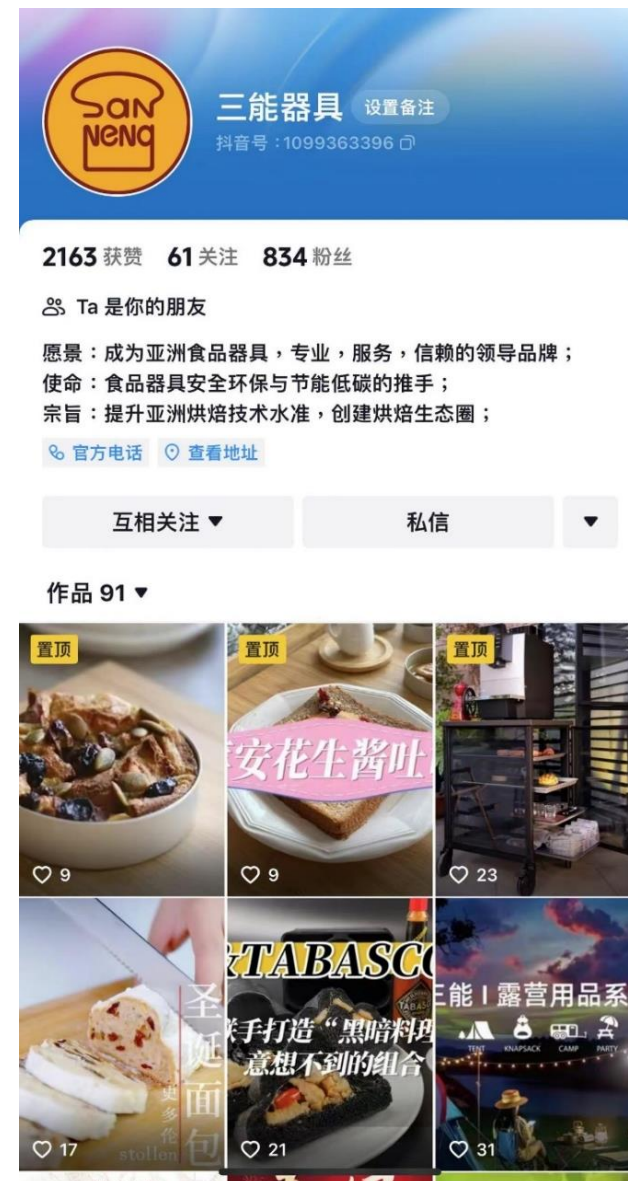 SAN
NENG
三能器具 设置备注
抖音号：1099363396
2163 获赞 61 关注 834 粉丝
Ta 是你的朋友
愿景：成为亚洲食品器具，专业，服务，信赖的领导品牌；
使命：食品器具安全环保与节能低碳的推手；
宗旨：提升亚洲烘焙技术水准，创建烘焙生态圈；
官方电话 查看地址
互相关注 私信
作品 91
置顶 置顶 置顶
安花生酱吐
9 9 23
&TABASCO
联手打造“黑暗料理
意想不到的组合
三能 | 露营用品系
TENT KNAPSACK CAMP PARTY
圣诞面包
史多伦
stollen
17 21 31